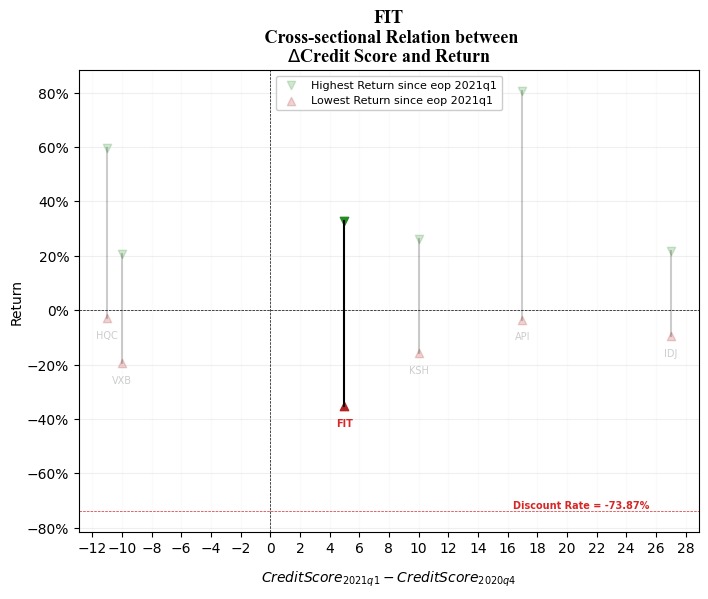 FIT
Cross-sectional Relation between
ΔCredit Score and Return
Highest Return since eop 2021q1
Lowest Return since eop 2021q1
80%
60%
40%
20%
0%
−20%
−40%
−60%
−80%
Return
HQC
VXB
FIT
KSH
API
IDJ
Discount Rate = -73.87%
−12 −10 −8 −6 −4 −2 0 2 4 6 8 10 12 14 16 18 20 22 24 26 28
CreditScore2021q1 − CreditScore2020q4